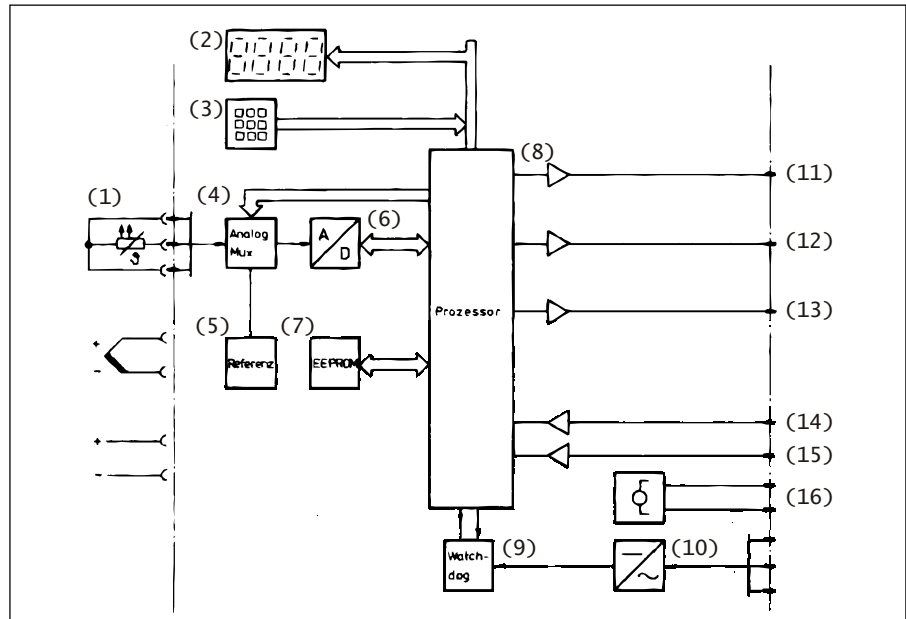 (2)
8888
(3)
(1)
(4)
(8)
(11)
(6)
Analog
Mux
A
D
(12)
ϑ
Prozessor
(13)
(5)
(7)
+
-
Referenz
EEPROM
(14)
+
-
(15)
(16)
Watch-
dog
(9)
(10)